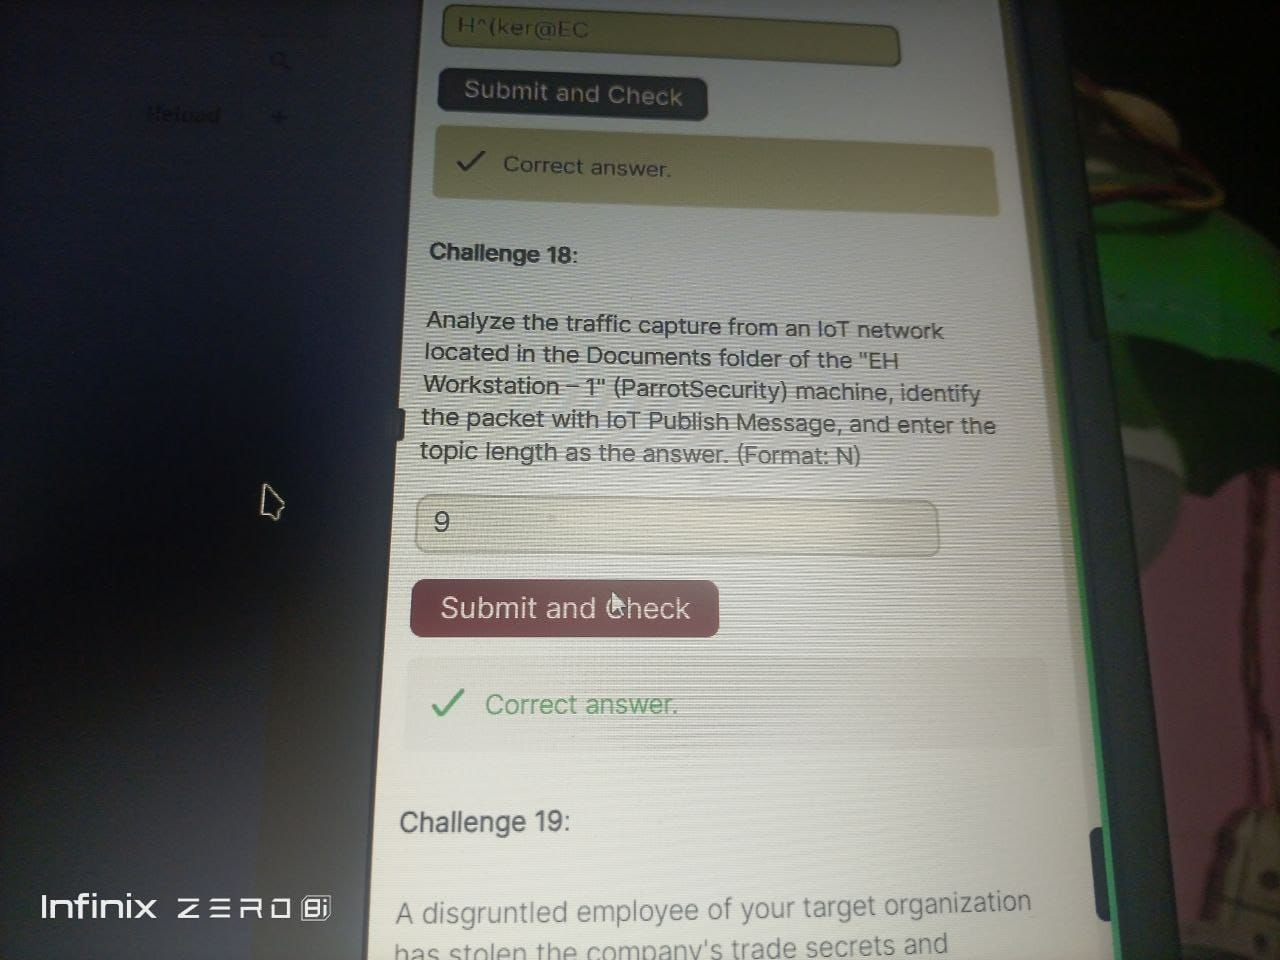 Reload +
H^(ker@EC
Submit and Check
✓ Correct answer.
Challenge 18:
Analyze the traffic capture from an IoT network
located in the Documents folder of the "EH
Workstation – 1" (ParrotSecurity) machine, identify
the packet with IoT Publish Message, and enter the
topic length as the answer. (Format: N)
9
Submit and Check
✓ Correct answer.
Challenge 19:
A disgruntled employee of your target organization
has stolen the company's trade secrets and
Infinix ZERO 8i